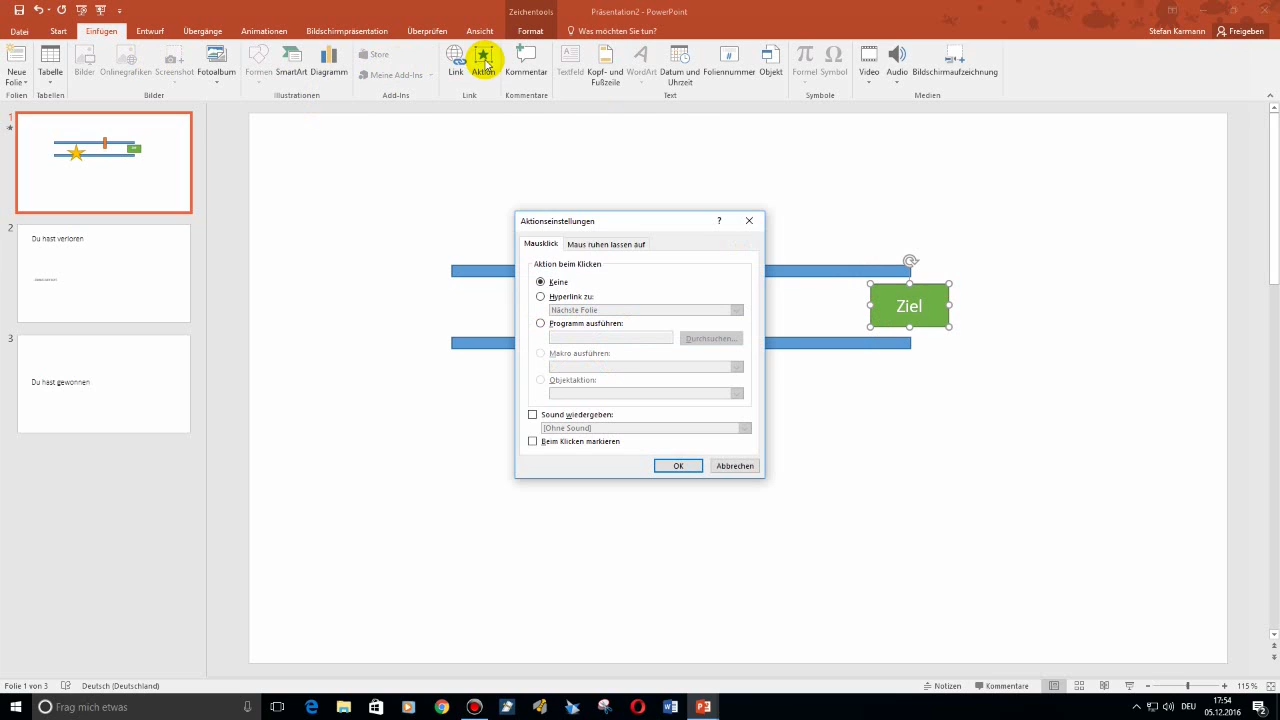 Zeichentools
Präsentation2 - PowerPoint
Datei
Start
Einfügen
Entwurf
Übergänge
Animationen
Bildschirmpräsentation
Überprüfen
Ansicht
Format
Was möchten Sie tun?
Stefan Karmann
Freigeben
Neue
Folie
Tabelle
Bilder
Onlinegrafiken
Screenshot
Fotoalbum
Formen
SmartArt
Diagramm
Store
Meine Add-Ins
Link
Aktion
Kommentar
Textfeld
Kopf- und
Fußzeile
WordArt
Datum und
Uhrzeit
Foliennummer
Objekt
Formel
Symbol
Video
Audio
Bildschirmaufzeichnung
Folien
Tabellen
Bilder
Illustrationen
Add-Ins
Link
Kommentare
Text
Symbole
Medien
1
2
Du hast verloren
3
Du hast gewonnen
Ziel
Aktionseinstellungen
?
Mausklick
Maus ruhen lassen auf
Aktion beim Klicken
Keine
Hyperlink zu:
Nächste Folie
Programm ausführen:
Durchsuchen...
Makro ausführen:
Objektaktion:
Sound wiedergeben:
[Ohne Sound]
Beim Klicken markieren
OK
Abbrechen
Folie 1 von 3
Deutsch (Deutschland)
Notizen
Kommentare
115 %
Frag mich etwas
DEU
17:54
05.12.2016